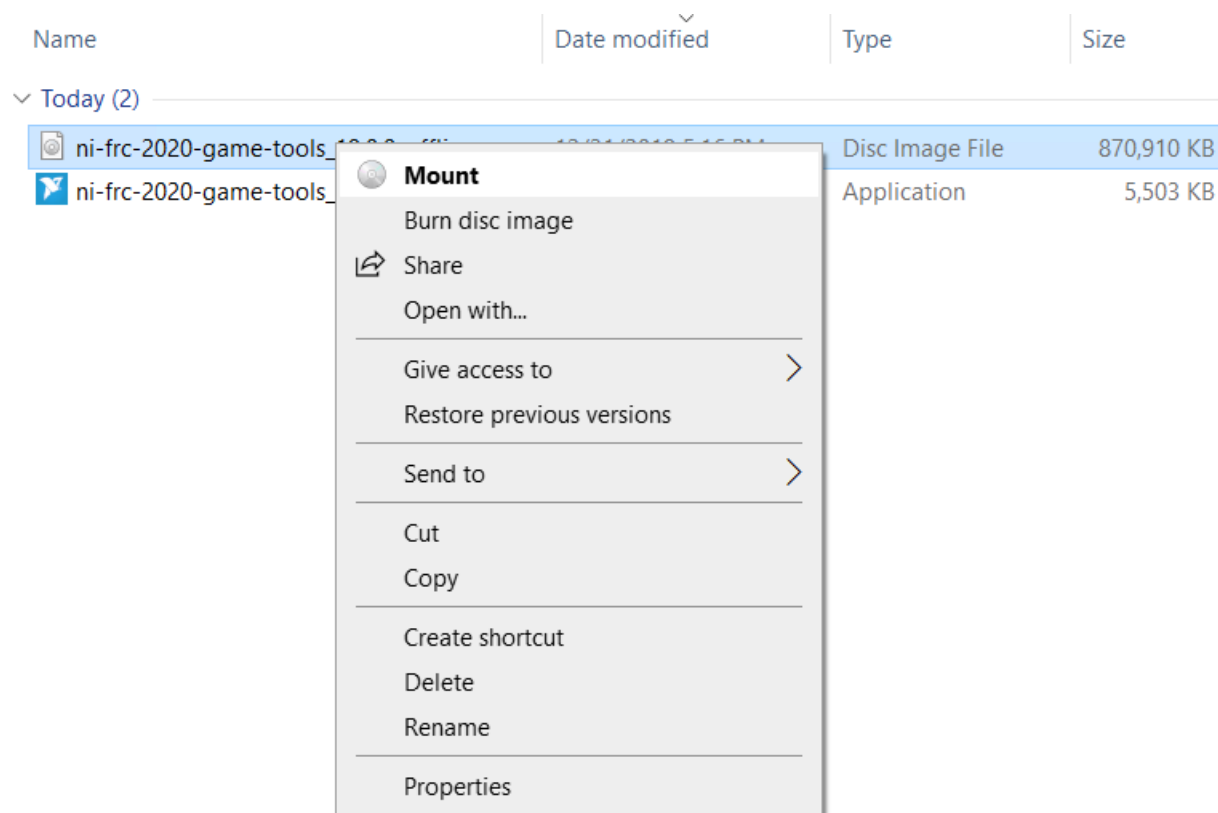 Name Date modified Type Size
Today (2)
ni-frc-2020-game-tools_ Disc Image File 870,910 KB
ni-frc-2020-game-tools_ Application 5,503 KB
Mount
Burn disc image
Share
Open with...
Give access to
Restore previous versions
Send to
Cut
Copy
Create shortcut
Delete
Rename
Properties